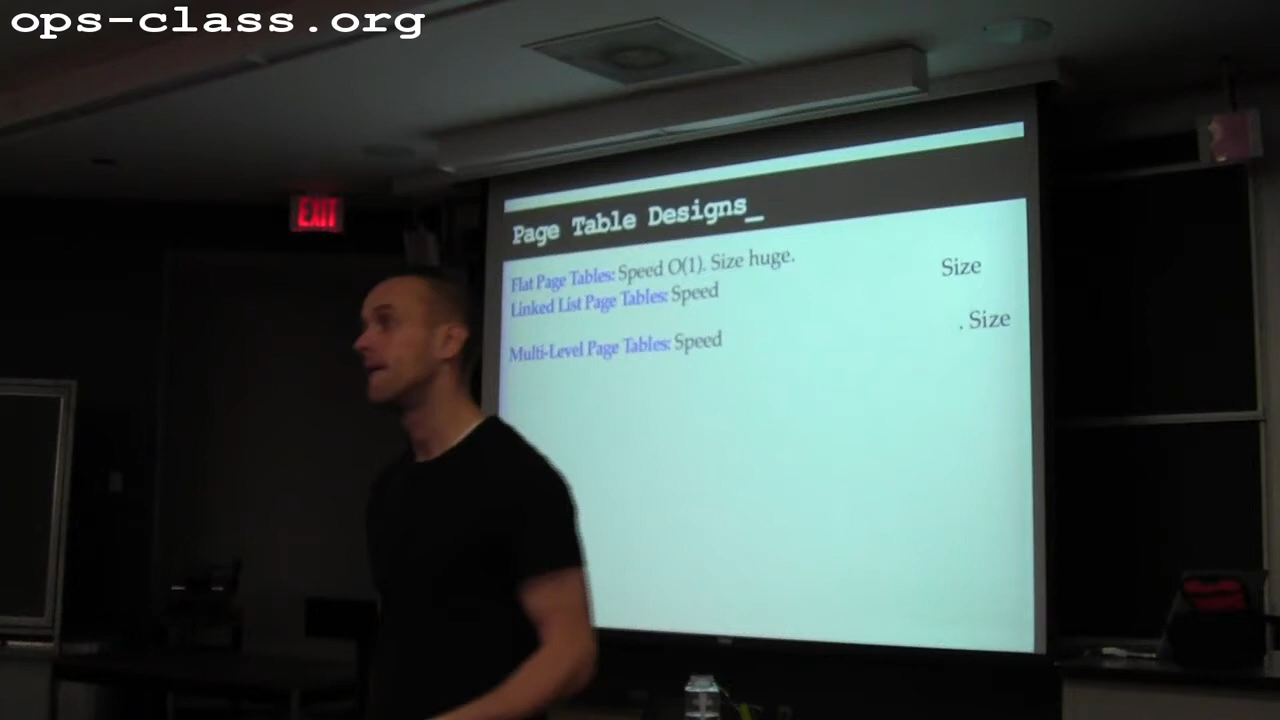 ops-class.org
EXIT
Page Table Designs_
Flat Page Tables: Speed O(1). Size huge.
Linked List Page Tables: Speed Size
Multi-Level Page Tables: Speed . Size